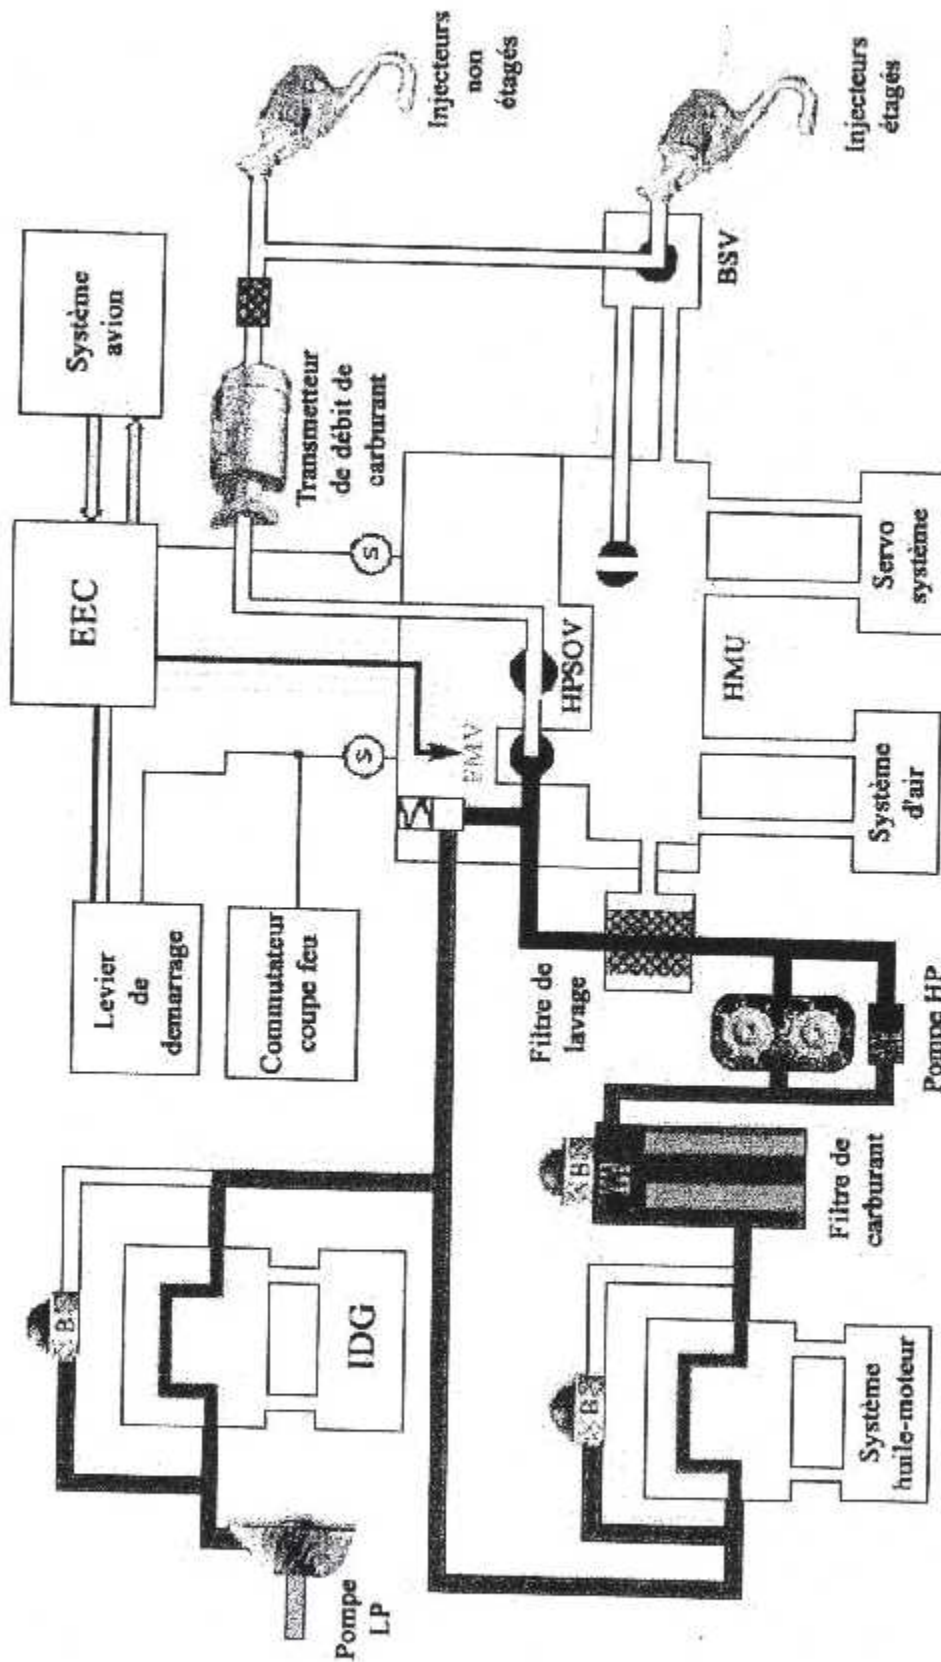 Pompe
LP
B
IDG
Levier
de
demarrage
Commutateur
coupe feu
EEC
Système
avion
Transmetteur
de débit de
carburant
Injecteurs
non
étagés
S
S
FMV
HPSOV
BSV
Injecteurs
étagés
HMU
Servo
système
Système
d'air
Filtre de
lavage
Pompe HP
B
Filtre de
carburant
B
Système
huile-moteur